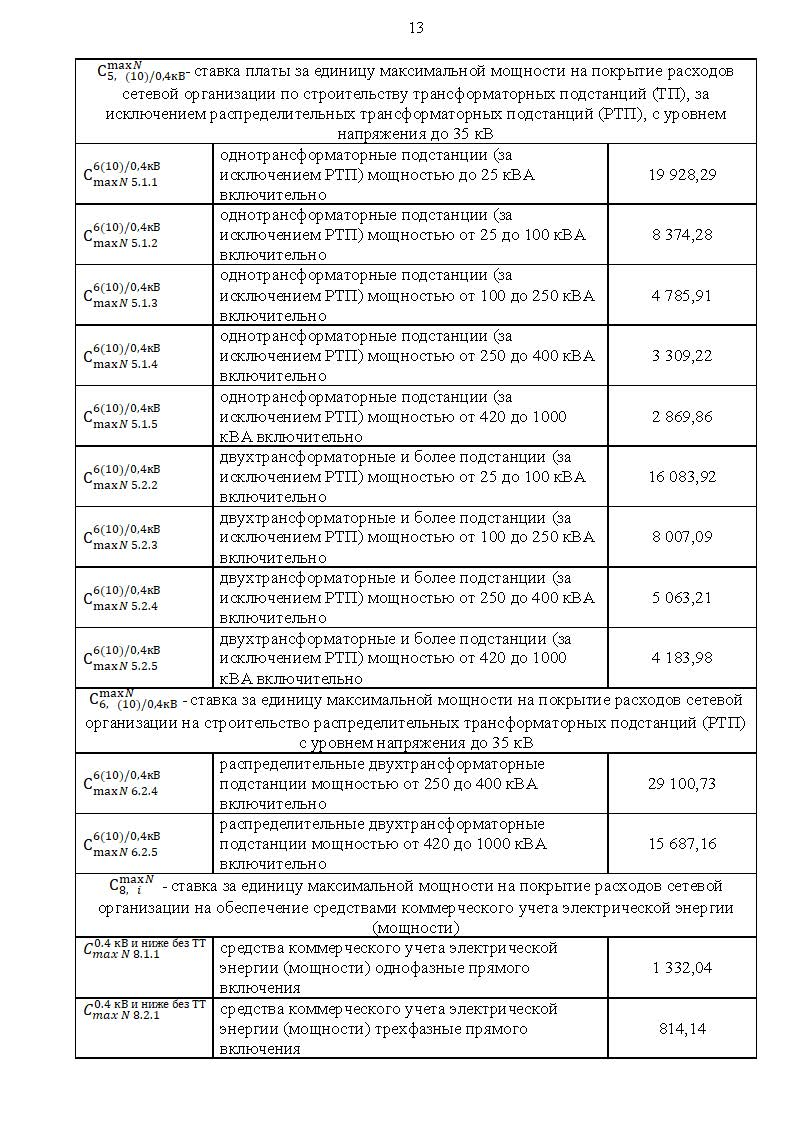 13
C₅,^maxN (10)/0,4кВ- ставка платы за единицу максимальной мощности на покрытие расходов
сетевой организации по строительству трансформаторных подстанций (ТП), за
исключением распределительных трансформаторных подстанций (РТП), с уровнем
напряжения до 35 кВ
C 6(10)/0,4кВ
maxN 5.1.1
однотрансформаторные подстанции (за
исключением РТП) мощностью до 25 кВА
включительно
19 928,29
C 6(10)/0,4кВ
maxN 5.1.2
однотрансформаторные подстанции (за
исключением РТП) мощностью от 25 до 100 кВА
включительно
8 374,28
C 6(10)/0,4кВ
maxN 5.1.3
однотрансформаторные подстанции (за
исключением РТП) мощностью от 100 до 250 кВА
включительно
4 785,91
C 6(10)/0,4кВ
maxN 5.1.4
однотрансформаторные подстанции (за
исключением РТП) мощностью от 250 до 400 кВА
включительно
3 309,22
C 6(10)/0,4кВ
maxN 5.1.5
однотрансформаторные подстанции (за
исключением РТП) мощностью от 420 до 1000
кВА включительно
2 869,86
C 6(10)/0,4кВ
maxN 5.2.2
двухтрансформаторные и более подстанции (за
исключением РТП) мощностью от 25 до 100 кВА
включительно
16 083,92
C 6(10)/0,4кВ
maxN 5.2.3
двухтрансформаторные и более подстанции (за
исключением РТП) мощностью от 100 до 250 кВА
включительно
8 007,09
C 6(10)/0,4кВ
maxN 5.2.4
двухтрансформаторные и более подстанции (за
исключением РТП) мощностью от 250 до 400 кВА
включительно
5 063,21
C 6(10)/0,4кВ
maxN 5.2.5
двухтрансформаторные и более подстанции (за
исключением РТП) мощностью от 420 до 1000
кВА включительно
4 183,98
C₆,^maxN (10)/0,4кВ - ставка за единицу максимальной мощности на покрытие расходов сетевой
организации на строительство распределительных трансформаторных подстанций (РТП)
с уровнем напряжения до 35 кВ
C 6(10)/0,4кВ
maxN 6.2.4
распределительные двухтрансформаторные
подстанции мощностью от 250 до 400 кВА
включительно
29 100,73
C 6(10)/0,4кВ
maxN 6.2.5
распределительные двухтрансформаторные
подстанции мощностью от 420 до 1000 кВА
включительно
15 687,16
C₈,^maxN i - ставка за единицу максимальной мощности на покрытие расходов сетевой
организации на обеспечение средствами коммерческого учета электрической энергии
(мощности)
C 0.4 кВ и ниже без ТТ
max N 8.1.1
средства коммерческого учета электрической
энергии (мощности) однофазные прямого
включения
1 332,04
C 0.4 кВ и ниже без ТТ
max N 8.2.1
средства коммерческого учета электрической
энергии (мощности) трехфазные прямого
включения
814,14